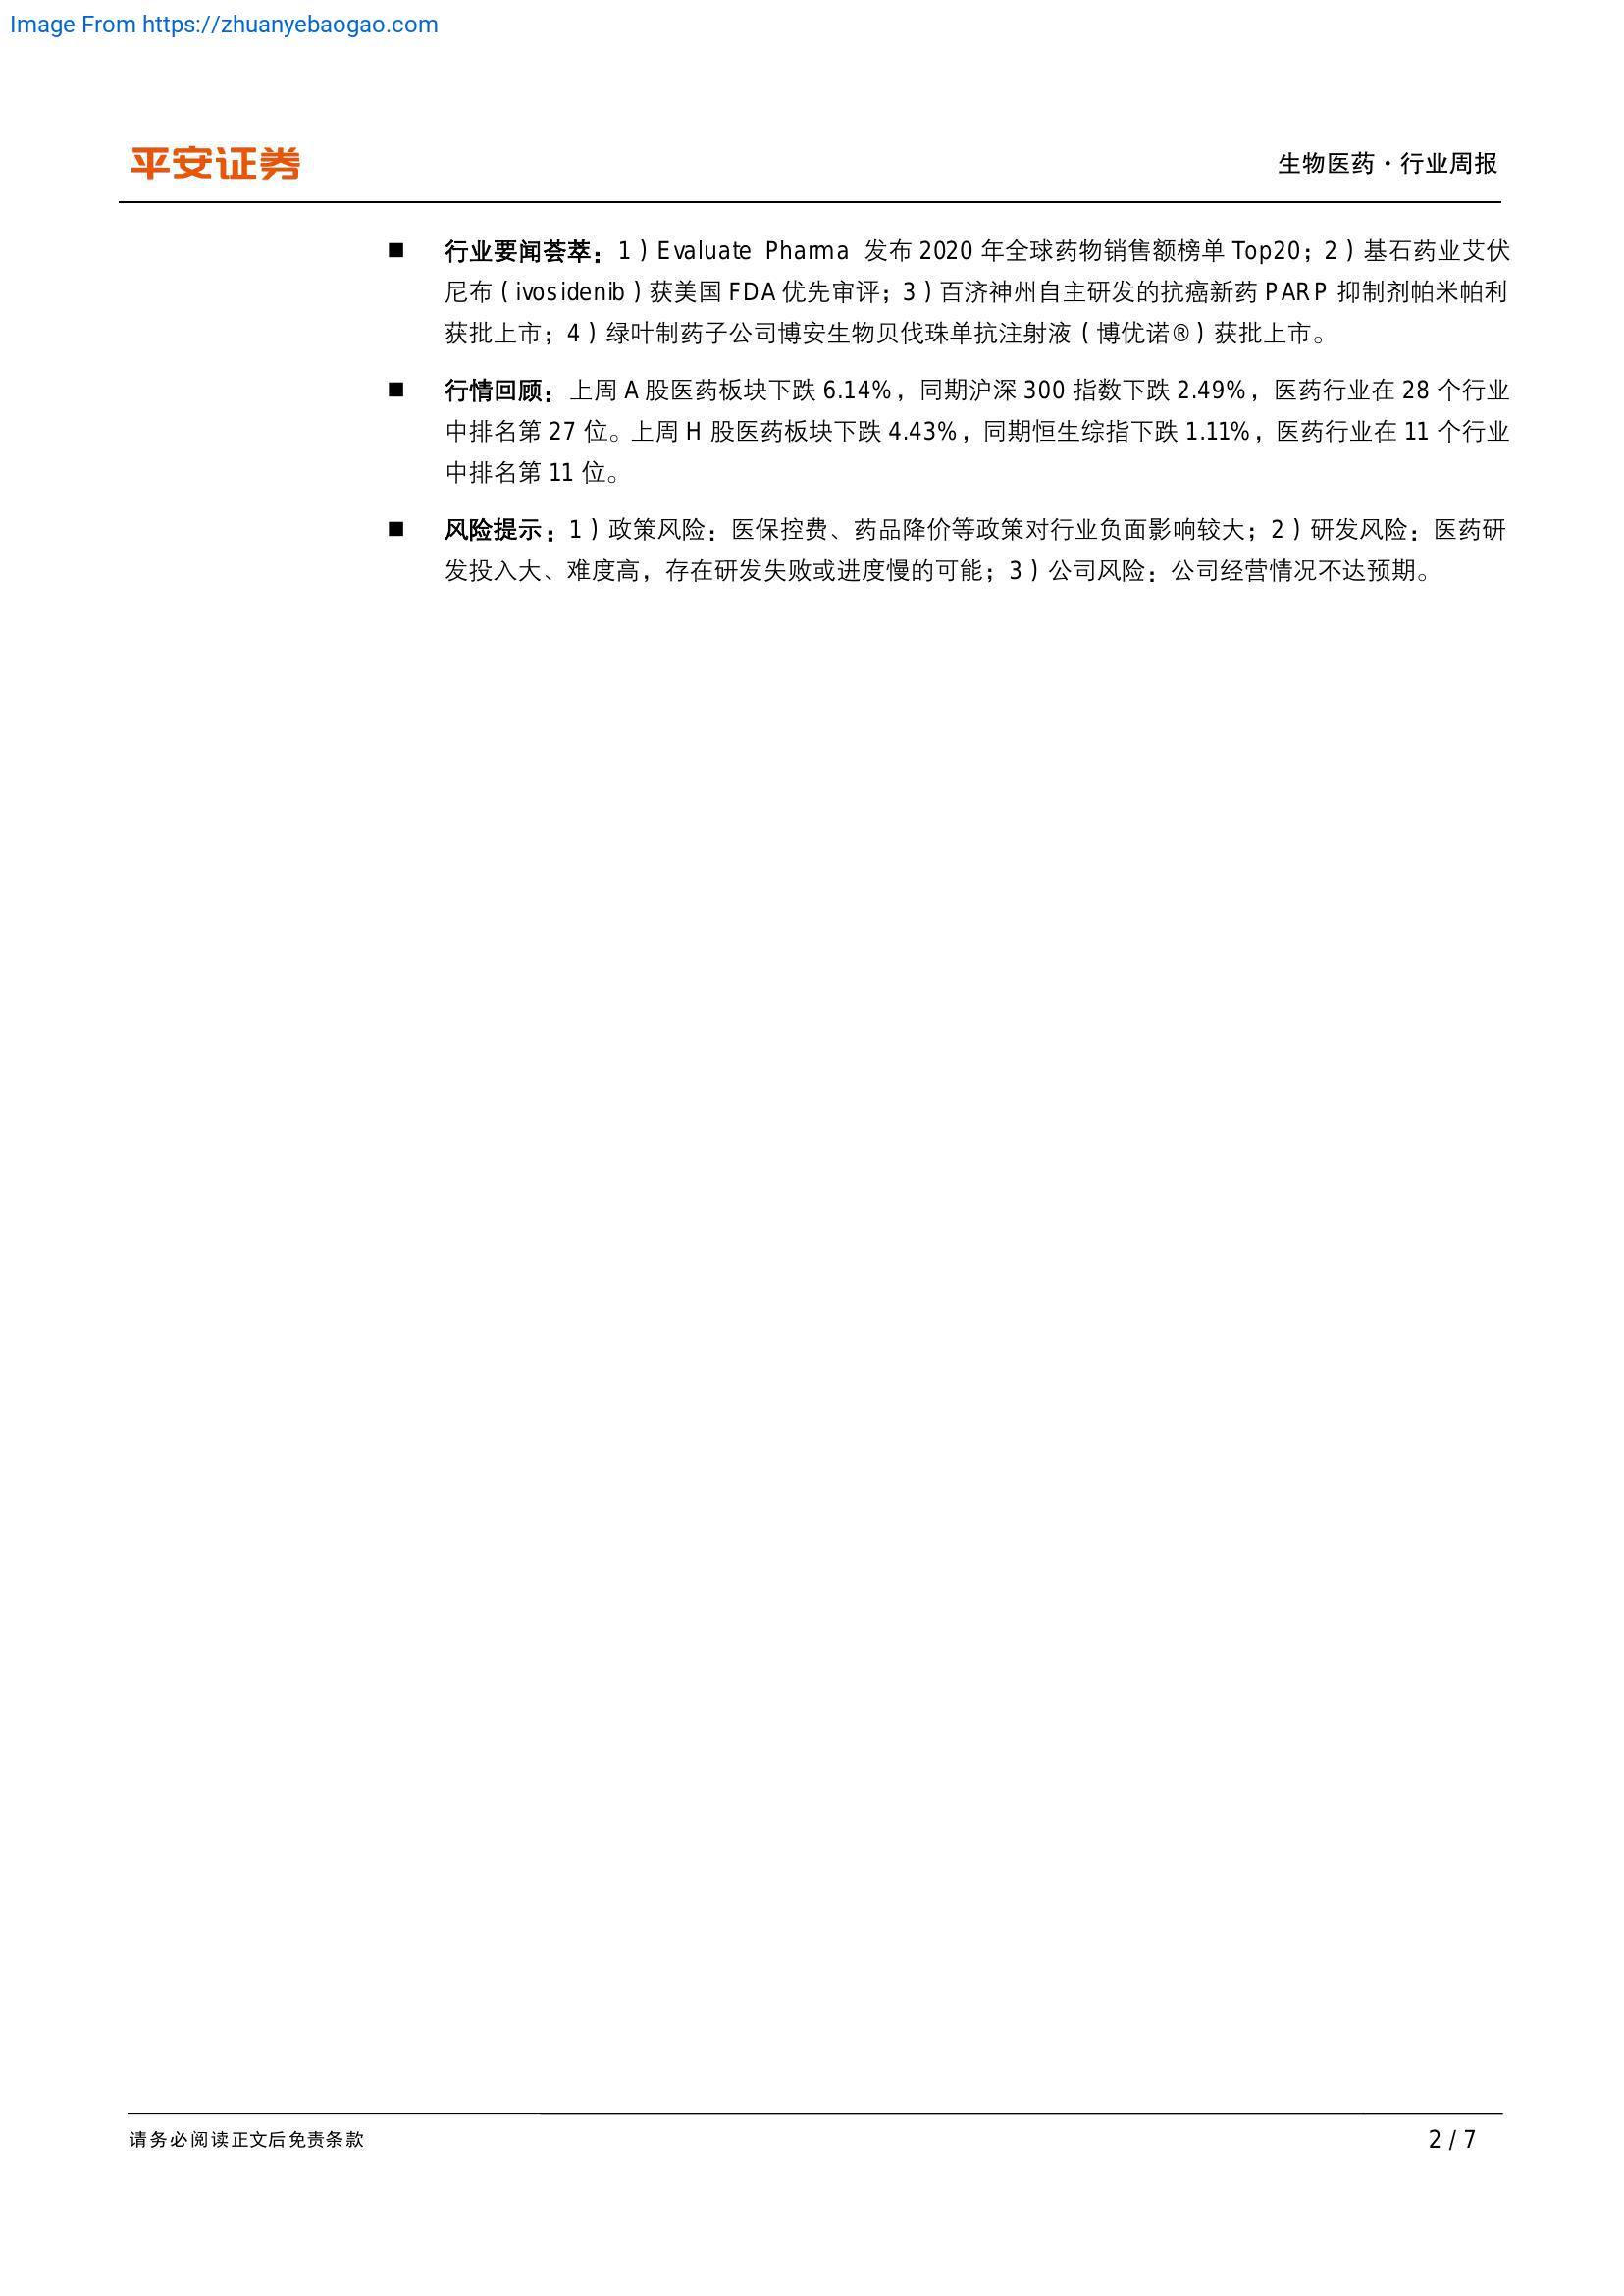 Image From https://zhuanyebaogao.com
平安证券
生物医药·行业周报
■ 行业要闻荟萃：1）Evaluate Pharma 发布 2020 年全球药物销售额榜单 Top20；2）基石药业艾伏
尼布（ivosidenib）获美国 FDA 优先审评；3）百济神州自主研发的抗癌新药 PARP 抑制剂帕米帕利
获批上市；4）绿叶制药子公司博安生物贝伐珠单抗注射液（博优诺®）获批上市。
■ 行情回顾：上周 A 股医药板块下跌 6.14%，同期沪深 300 指数下跌 2.49%，医药行业在 28 个行业
中排名第 27 位。上周 H 股医药板块下跌 4.43%，同期恒生综指下跌 1.11%，医药行业在 11 个行业
中排名第 11 位。
■ 风险提示：1）政策风险：医保控费、药品降价等政策对行业负面影响较大；2）研发风险：医药研
发投入大、难度高，存在研发失败或进度慢的可能；3）公司风险：公司经营情况不达预期。
请务必阅读正文后免责条款
2 / 7